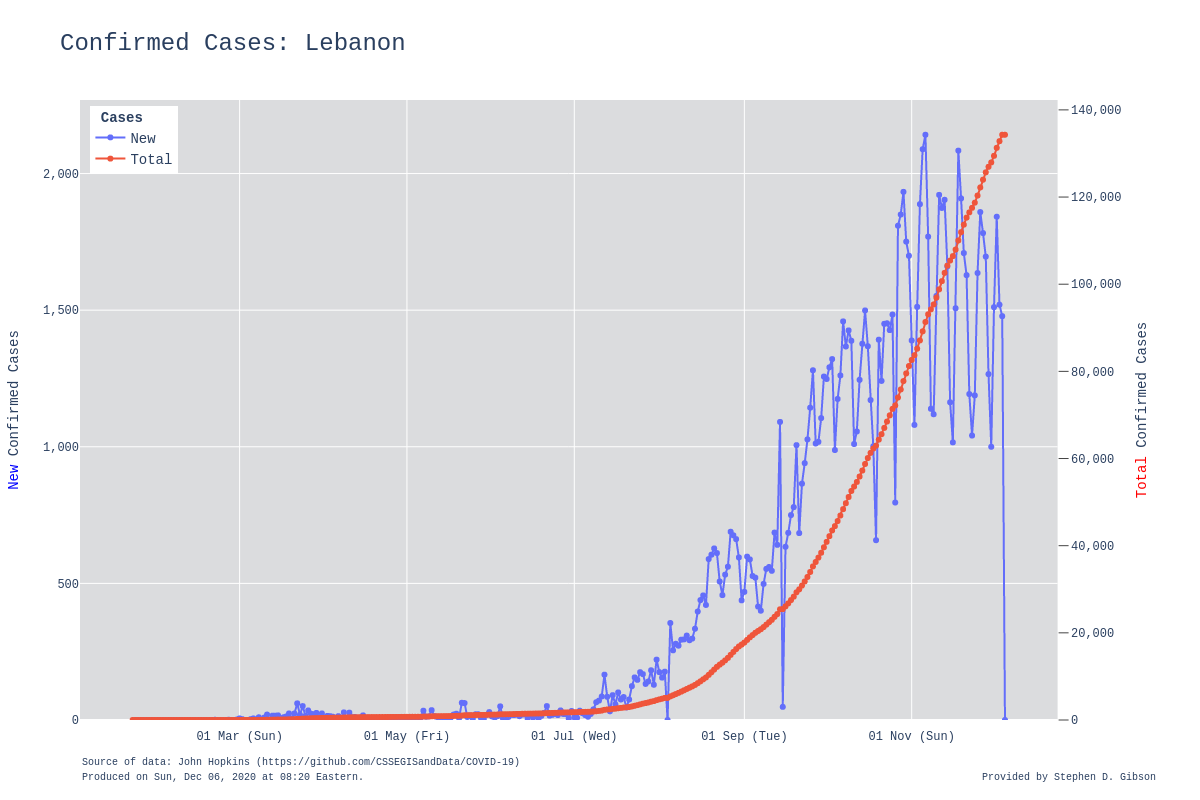 Confirmed Cases: Lebanon
Cases
New
Total
2,000
1,500
1,000
500
0
140,000
120,000
100,000
80,000
60,000
40,000
20,000
0
New Confirmed Cases
Total Confirmed Cases
01 Mar (Sun) 01 May (Fri) 01 Jul (Wed) 01 Sep (Tue) 01 Nov (Sun)
Source of data: John Hopkins (https://github.com/CSSEGISandData/COVID-19)
Produced on Sun, Dec 06, 2020 at 08:20 Eastern.
Provided by Stephen D. Gibson